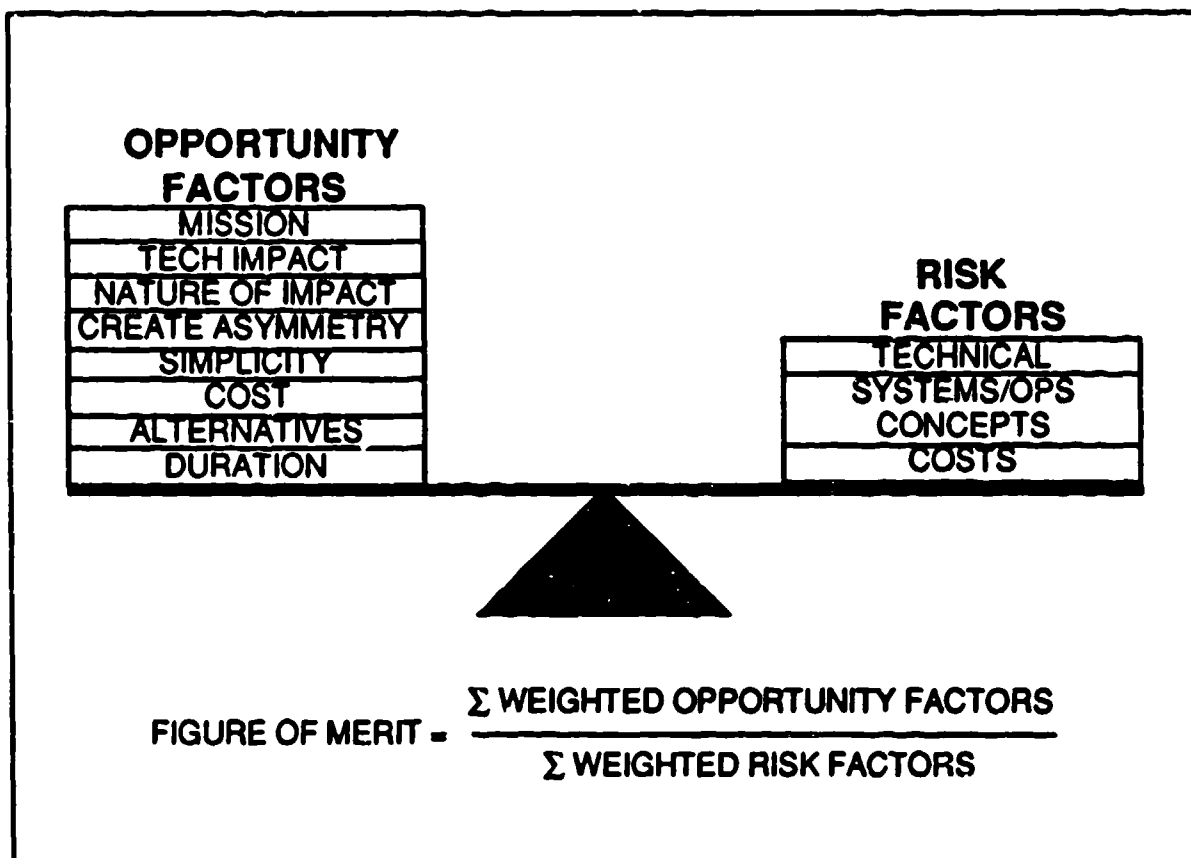 OPPORTUNITY
FACTORS
MISSION
TECH IMPACT
NATURE OF IMPACT
CREATE ASYMMETRY
SIMPLICITY
COST
ALTERNATIVES
DURATION
RISK
FACTORS
TECHNICAL
SYSTEMS/OPS
CONCEPTS
COSTS
FIGURE OF MERIT = Σ WEIGHTED OPPORTUNITY FACTORS
Σ WEIGHTED RISK FACTORS